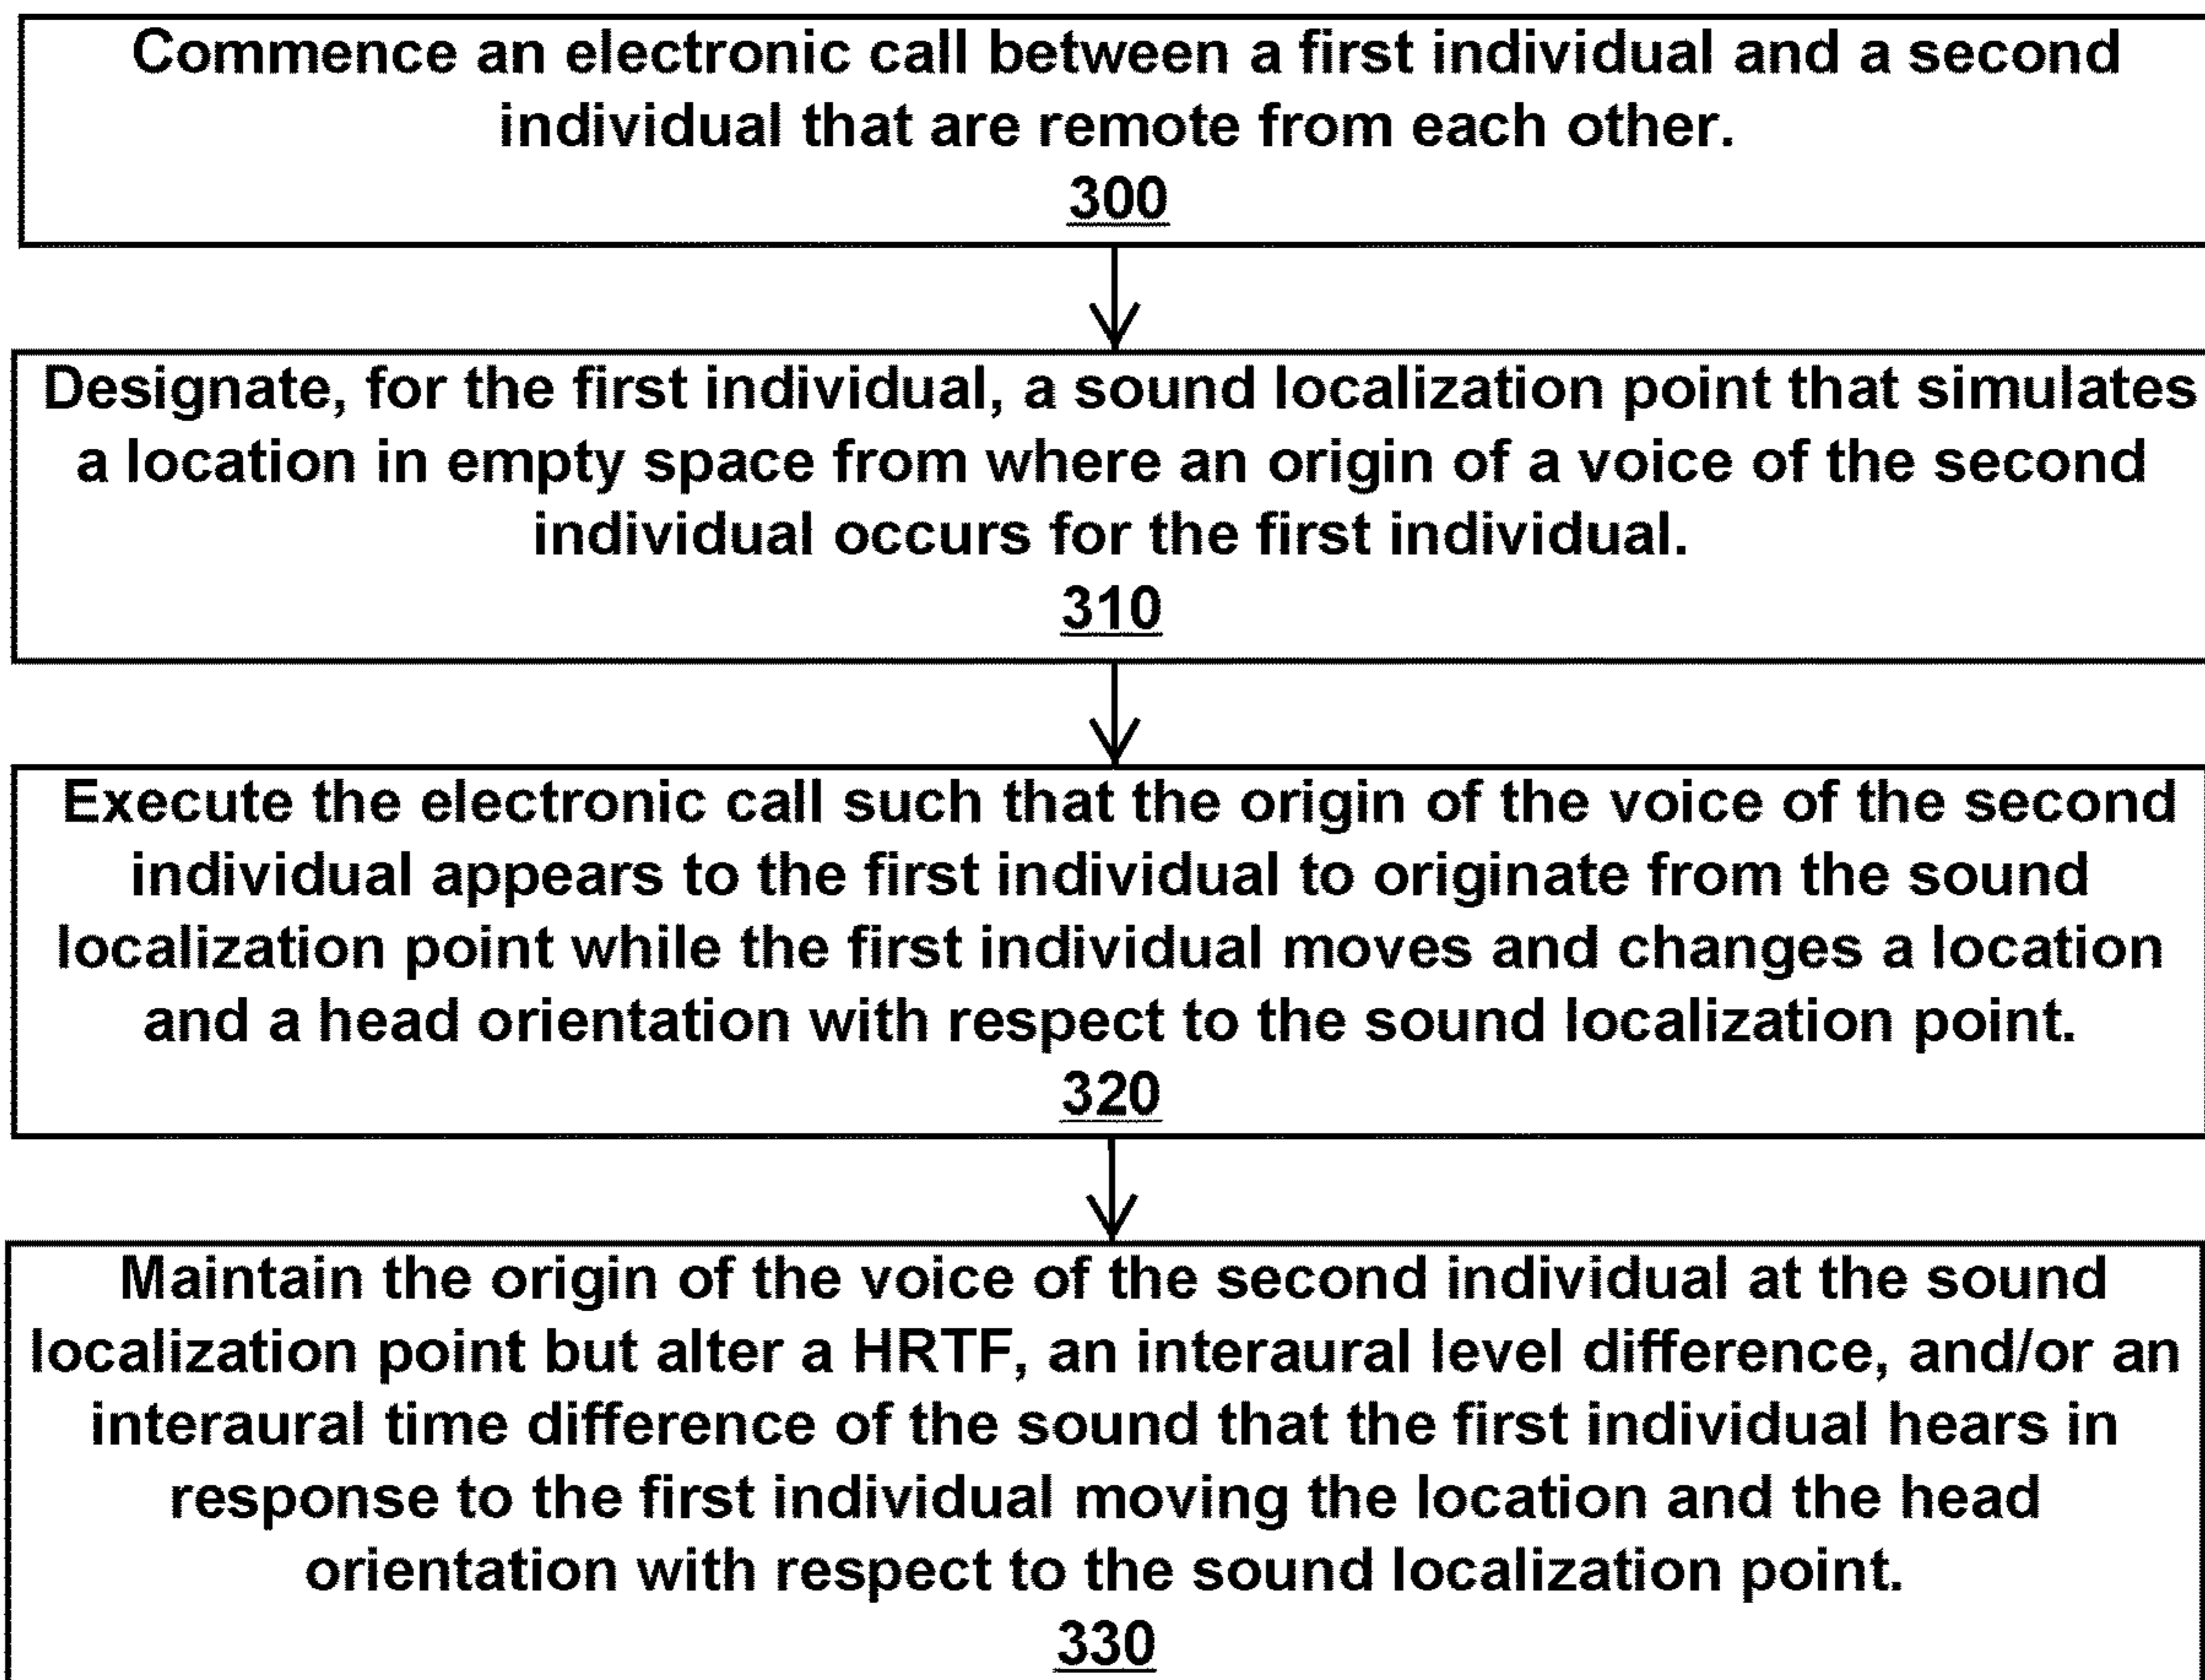 Commence an electronic call between a first individual and a second
individual that are remote from each other.
300
Designate, for the first individual, a sound localization point that simulates
a location in empty space from where an origin of a voice of the second
individual occurs for the first individual.
310
Execute the electronic call such that the origin of the voice of the second
individual appears to the first individual to originate from the sound
localization point while the first individual moves and changes a location
and a head orientation with respect to the sound localization point.
320
Maintain the origin of the voice of the second individual at the sound
localization point but alter a HRTF, an interaural level difference, and/or an
interaural time difference of the sound that the first individual hears in
response to the first individual moving the location and the head
orientation with respect to the sound localization point.
330